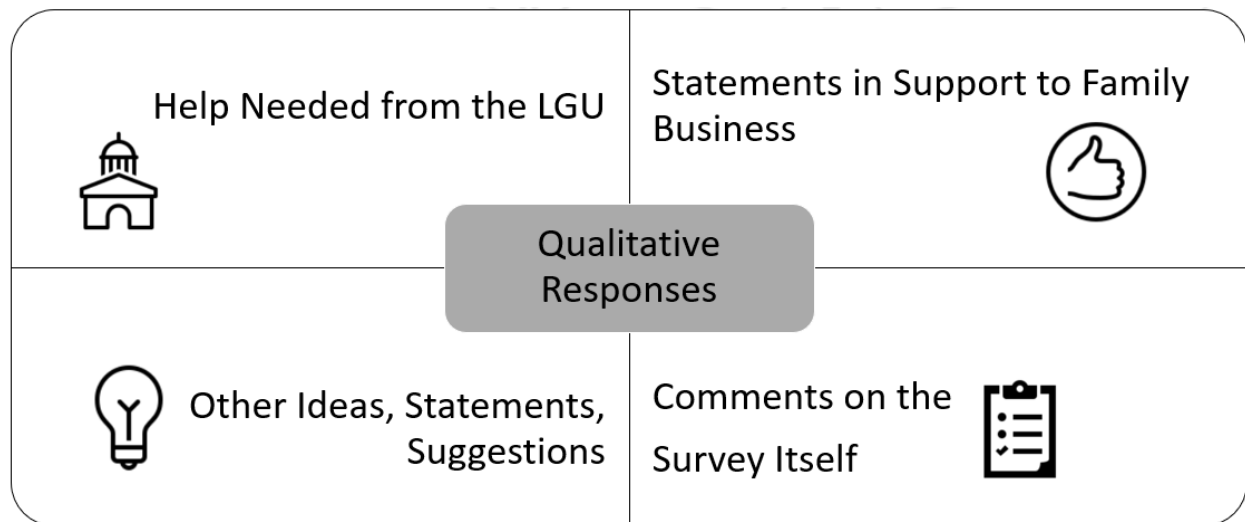 Help Needed from the LGU
Statements in Support to Family
Business
Qualitative
Responses
Other Ideas, Statements,
Suggestions
Comments on the
Survey Itself